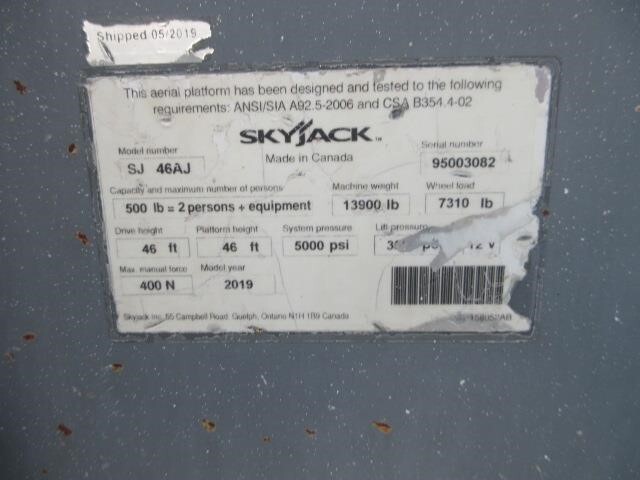 Shipped 05/2019
This aerial platform has been designed and tested to the following
requirements: ANSI/SIA A92.5-2006 and CSA B354.4-02
SKYJACK
Made in Canada
Model number Serial number
SJ 46AJ 95003082
Capacity and maximum number of persons Machine weight Wheel load
500 lb = 2 persons + equipment 13900 lb 7310 lb
Drive height Platform height System pressure Lift pressure
46 ft 46 ft 5000 psi V
Max. manual force Model year
400 N 2019
Skyjack Inc. 55 Campbell Road Guelph, Ontario N1H 1B9 Canada